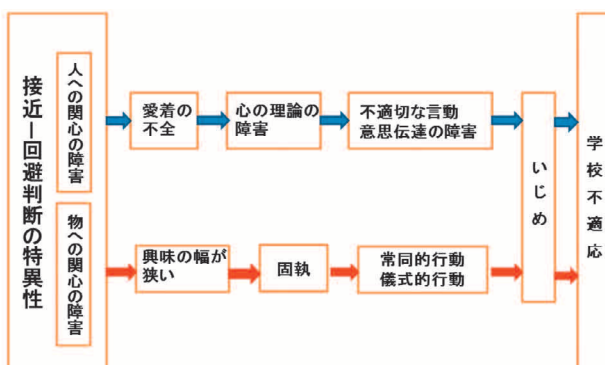 接近ー回避判断の特異性
人への関心の障害
物への関心の障害
愛着の
不全
心の理論の
障害
不適切な言動
意思伝達の障害
興味の幅が
狭い
固執
常同的行動
儀式的行動
いじめ
学校不適応